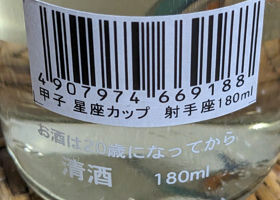 4 907974 669188
甲子 星座カップ 射手座180ml
お酒は20歳になってから
清酒 180ml